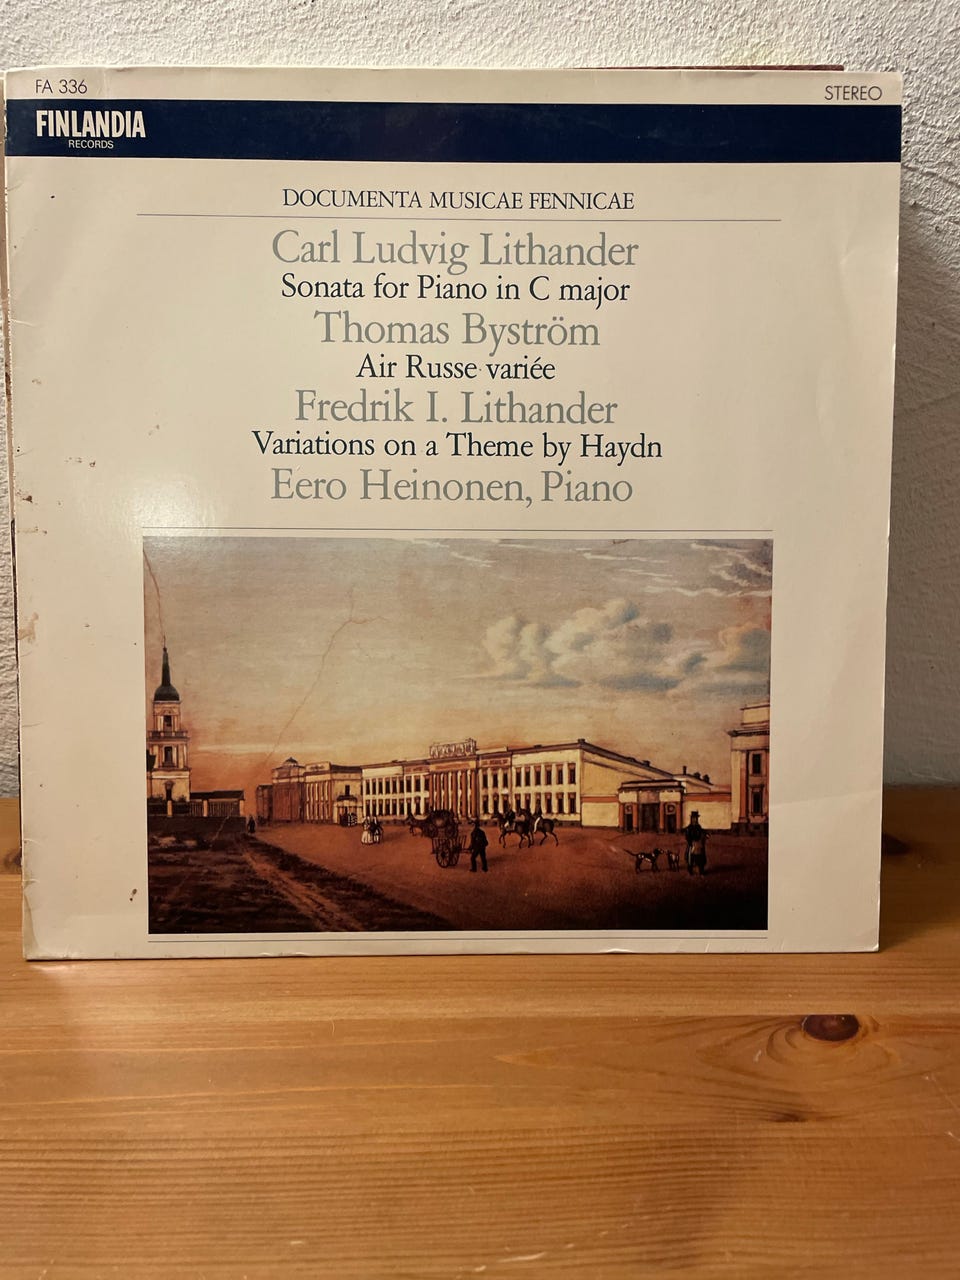 FA 336
STEREO
FINLANDIA
RECORDS
DOCUMENTA MUSICAE FENNICAE
Carl Ludvig Lithander
Sonata for Piano in C major
Thomas Byström
Air Russe variée
Fredrik I. Lithander
Variations on a Theme by Haydn
Eero Heinonen, Piano